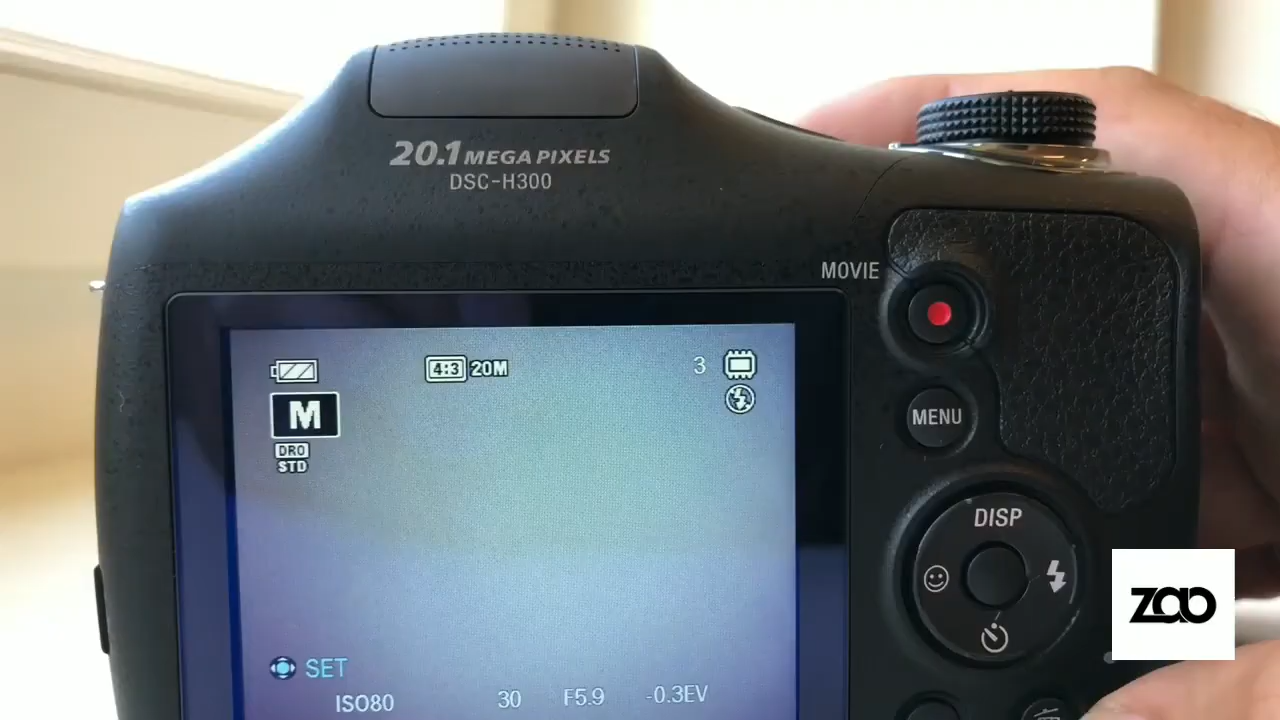 20.1 MEGA PIXELS
DSC-H300
MOVIE
4:3 20M
3
M
MENU
DRO
STD
DISP
zao
SET
ISO80 30 F5.9 -0.3EV